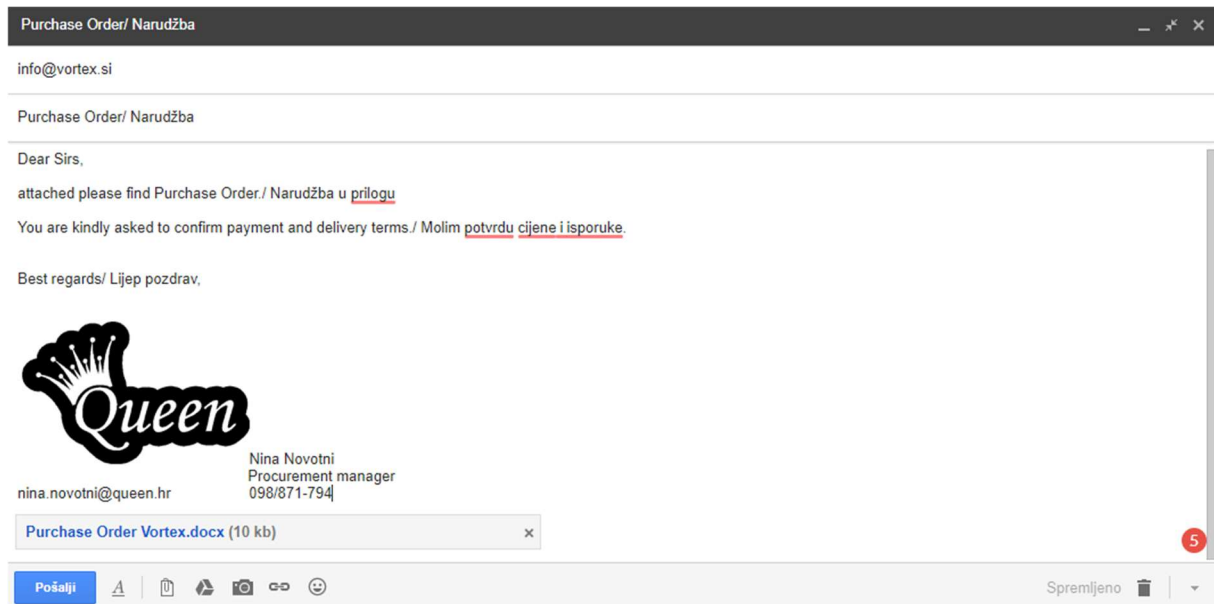 Purchase Order/ Narudžba
info@vortex.si
Purchase Order/ Narudžba
Dear Sirs,
attached please find Purchase Order./ Narudžba u prilogu
You are kindly asked to confirm payment and delivery terms./ Molim potvrdu cijene i isporuke.
Best regards/ Lijep pozdrav,
Queen
Nina Novotni
Procurement manager
nina.novotni@queen.hr 098/871-794
Purchase Order Vortex.docx (10 kb)
5
Pošalji A Spremljeno